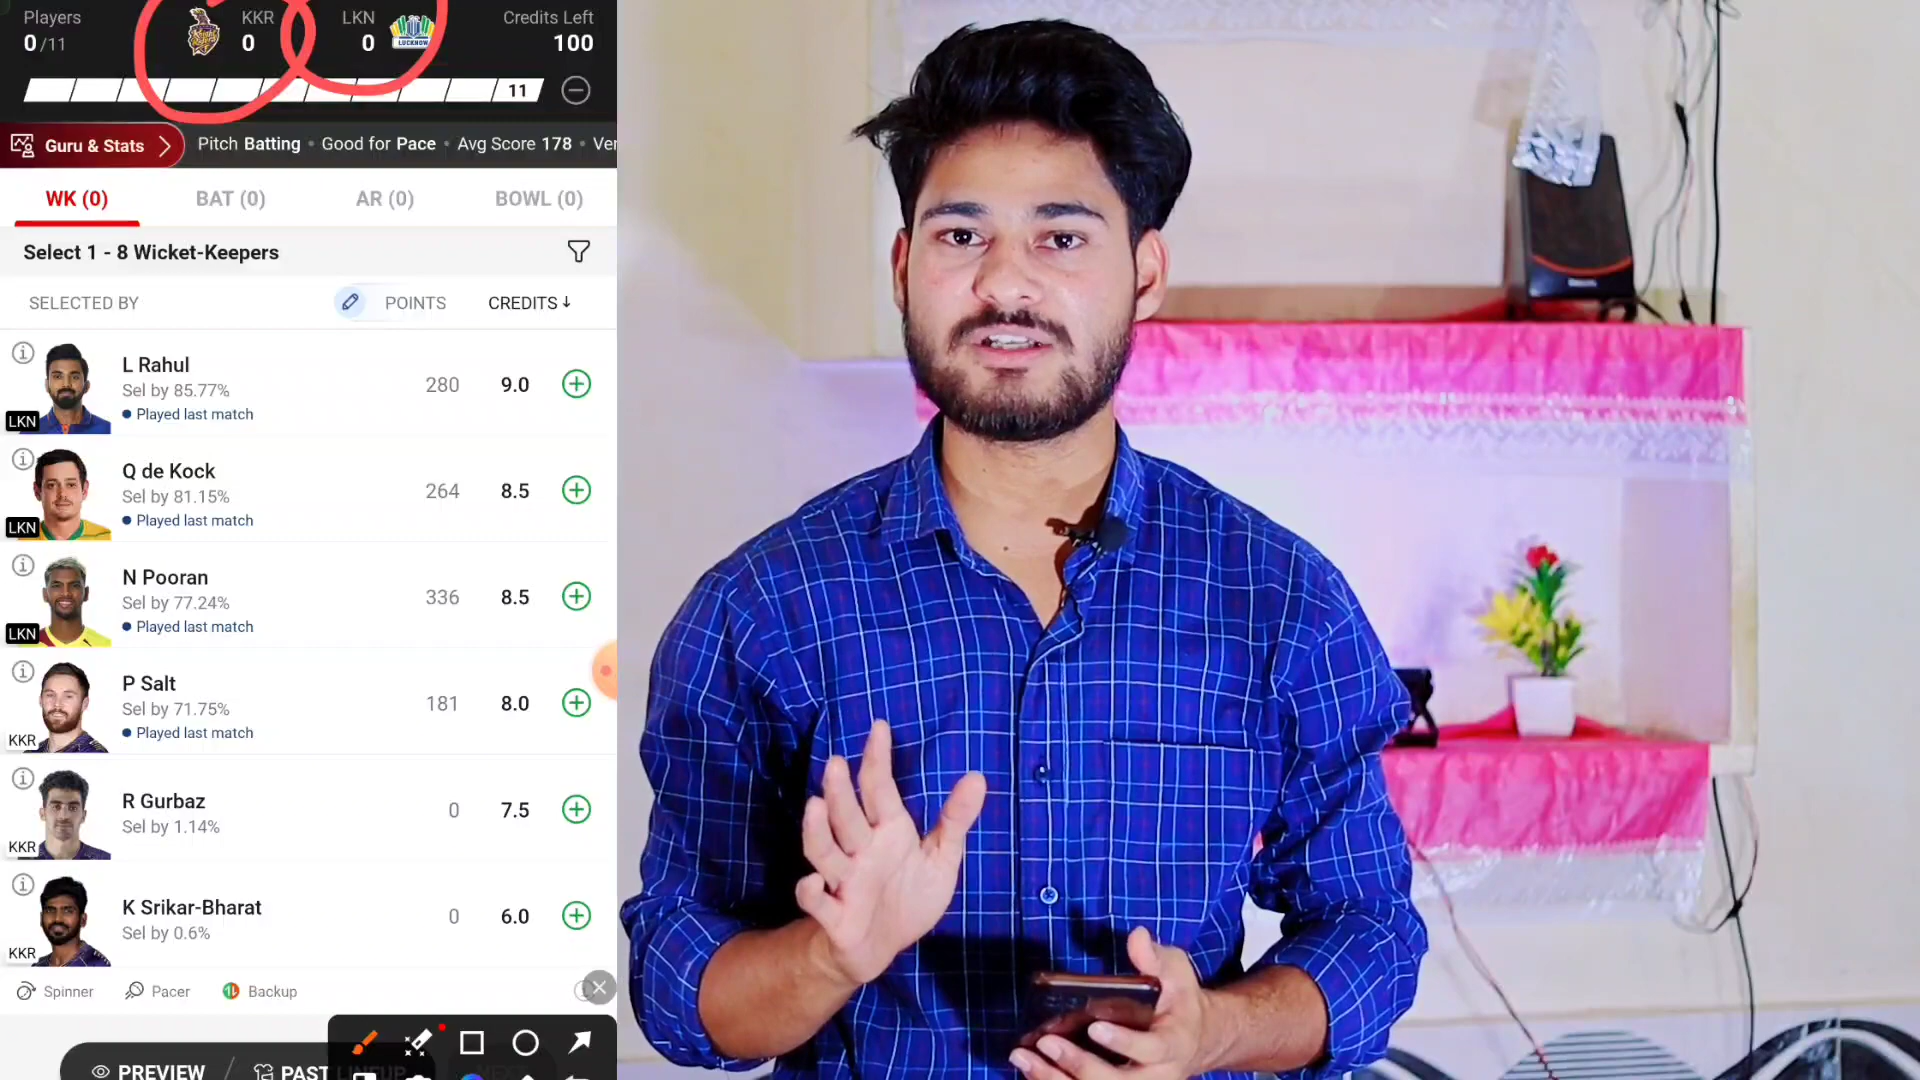 Players KKR LKN Credits Left
0/11 0 0 LUCKNOW 100
11
Guru & Stats Pitch Batting • Good for Pace • Avg Score 178 •
WK (0) BAT (0) AR (0) BOWL (0)
Select 1 - 8 Wicket-Keepers
SELECTED BY POINTS CREDITS↓
L Rahul
Sel by 85.77% 280 9.0
LKN Played last match
Q de Kock
Sel by 81.15% 264 8.5
LKN Played last match
N Pooran
Sel by 77.24% 336 8.5
LKN Played last match
P Salt
Sel by 71.75% 181 8.0
KKR Played last match
R Gurbaz
Sel by 1.14% 0 7.5
KKR
K Srikar-Bharat
Sel by 0.6% 0 6.0
KKR
Spinner Pacer Backup
PREVIEW / PAST LINEUP